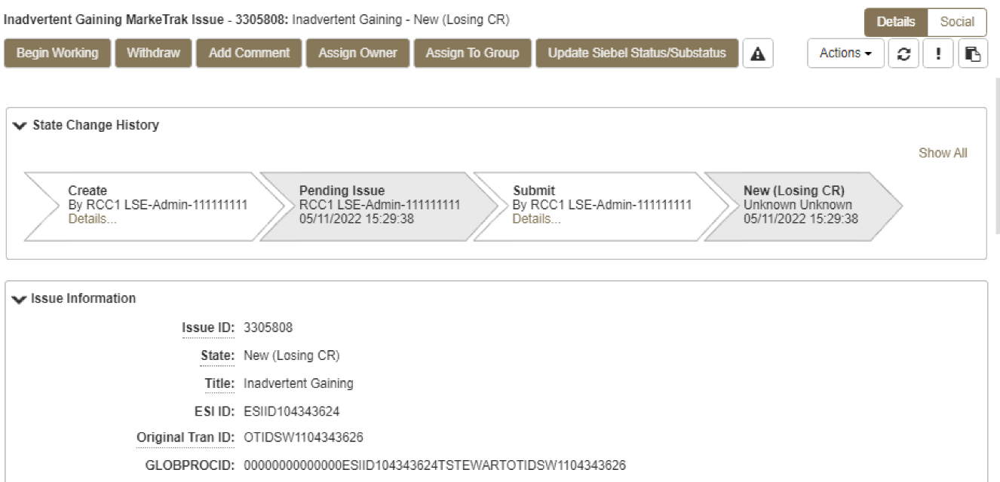 Inadvertent Gaining MarkeTrak Issue - 3305808: Inadvertent Gaining - New (Losing CR)
Details Social
Begin Working Withdraw Add Comment Assign Owner Assign To Group Update Siebel Status/Substatus Actions
State Change History
Show All
Create
By RCC1 LSE-Admin-111111111
Details...
Pending Issue
RCC1 LSE-Admin-111111111
05/11/2022 15:29:38
Submit
By RCC1 LSE-Admin-111111111
Details...
New (Losing CR)
Unknown Unknown
05/11/2022 15:29:38
Issue Information
Issue ID: 3305808
State: New (Losing CR)
Title: Inadvertent Gaining
ESI ID: ESIID104343624
Original Tran ID: OTIDSW1104343626
GLOBPROCID: 00000000000000ESIID104343624TSTEWARTOTIDSW1104343626